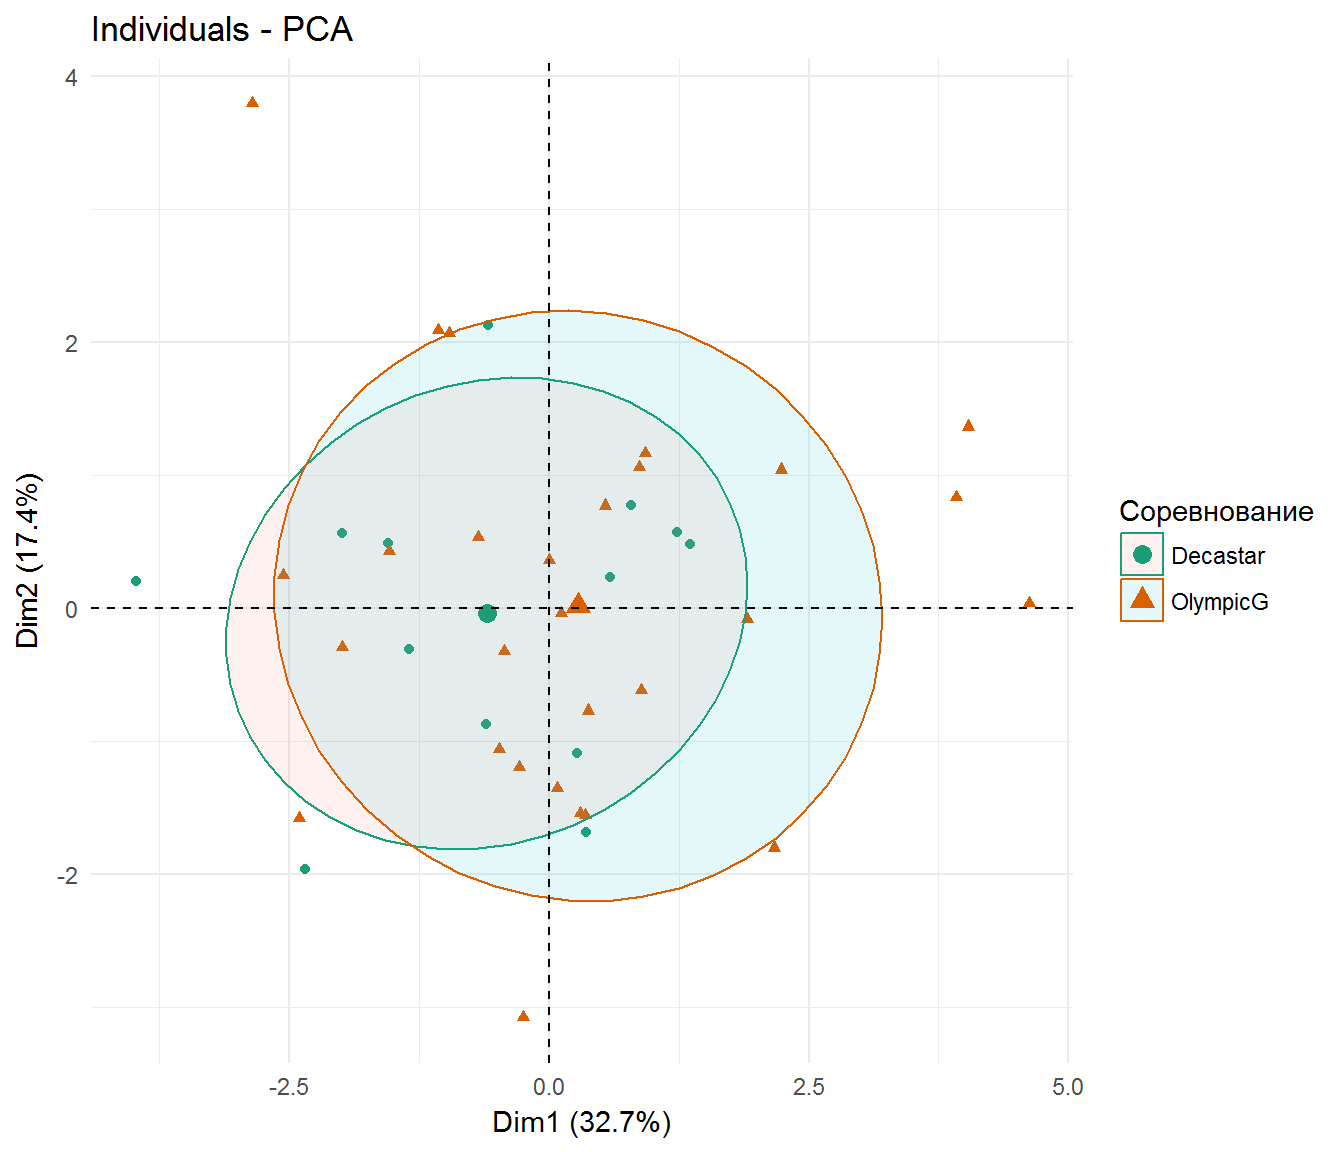 Individuals - PCA
4
2
0
-2
Dim2 (17.4%)
-2.5
0.0
2.5
5.0
Dim1 (32.7%)
Соревнование
Decastar
OlympicG